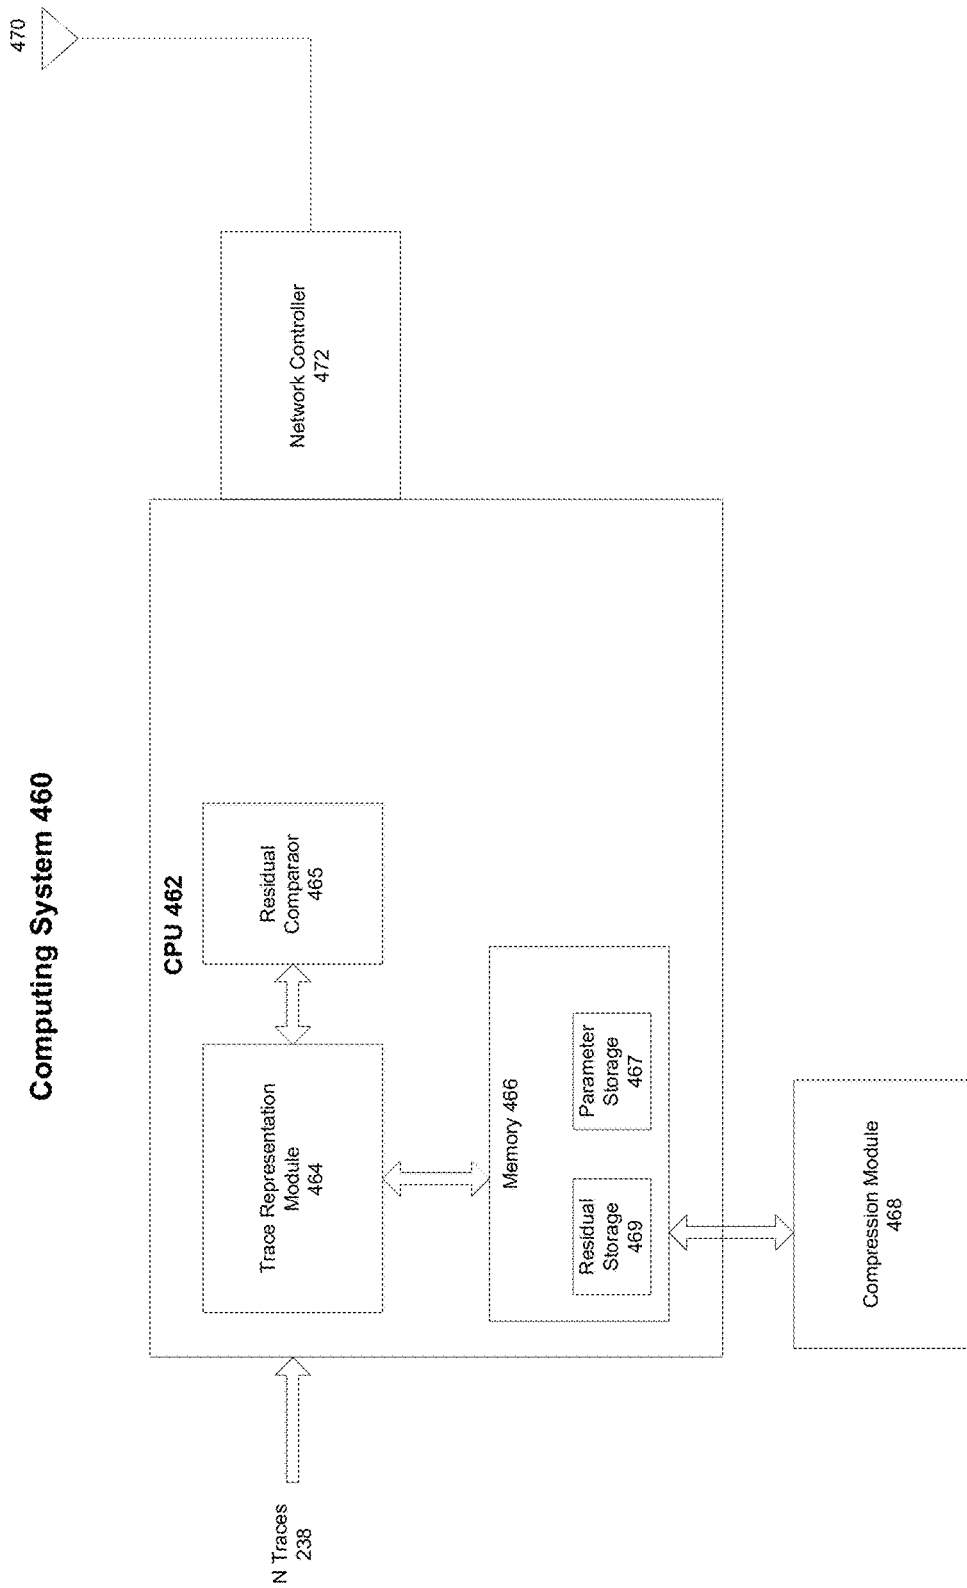 Computing System 460
470
CPU 462
Network Controller
472
N Traces
238
Trace Representation
Module
464
Residual
Comparaor
465
Memory 466
Residual
Storage
469
Parameter
Storage
467
Compression Module
468